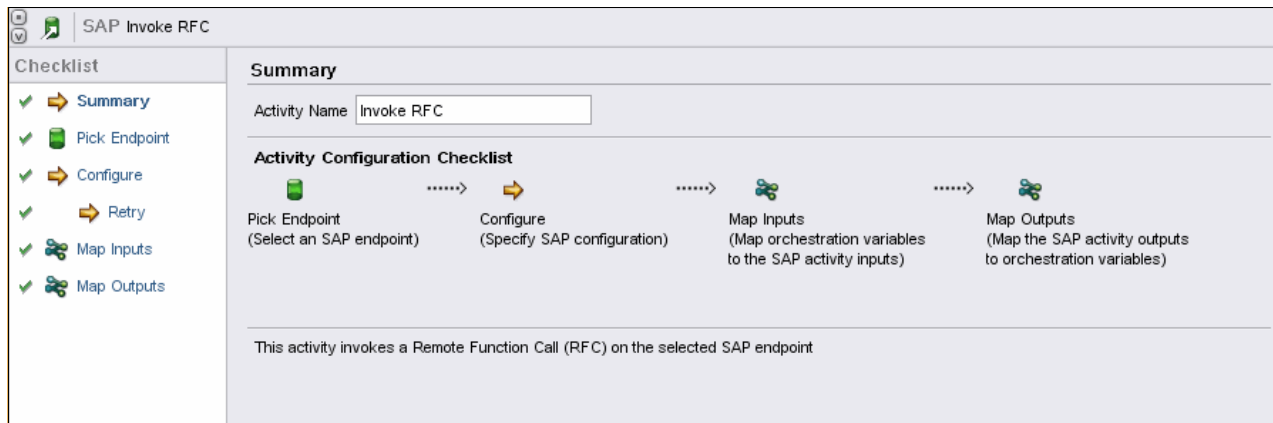 SAP Invoke RFC
Checklist
Summary
Pick Endpoint
Configure
Retry
Map Inputs
Map Outputs
Summary
Activity Name Invoke RFC
Activity Configuration Checklist
Pick Endpoint
(Select an SAP endpoint)
Configure
(Specify SAP configuration)
Map Inputs
(Map orchestration variables
to the SAP activity inputs)
Map Outputs
(Map the SAP activity outputs
to orchestration variables)
This activity invokes a Remote Function Call (RFC) on the selected SAP endpoint